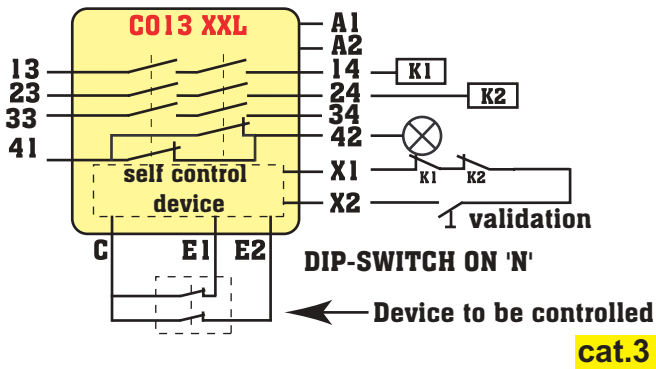 CO13 XXL
A1
A2
13 14 K1
23 24 K2
33 34
41 42
self control X1 K1 K2
device X2 validation
C E1 E2
DIP-SWITCH ON 'N'
Device to be controlled
cat.3